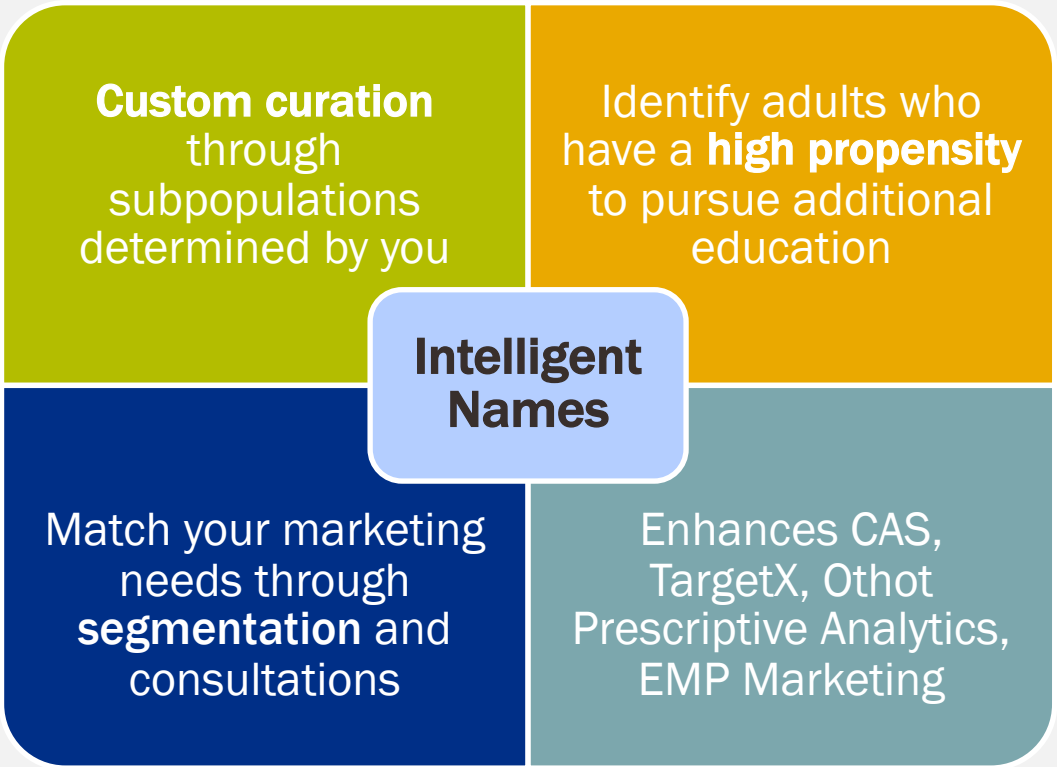 Custom curation
through
subpopulations
determined by you
Identify adults who
have a high propensity
to pursue additional
education
Intelligent
Names
Match your marketing
needs through
segmentation and
consultations
Enhances CAS,
TargetX, Othot
Prescriptive Analytics,
EMP Marketing